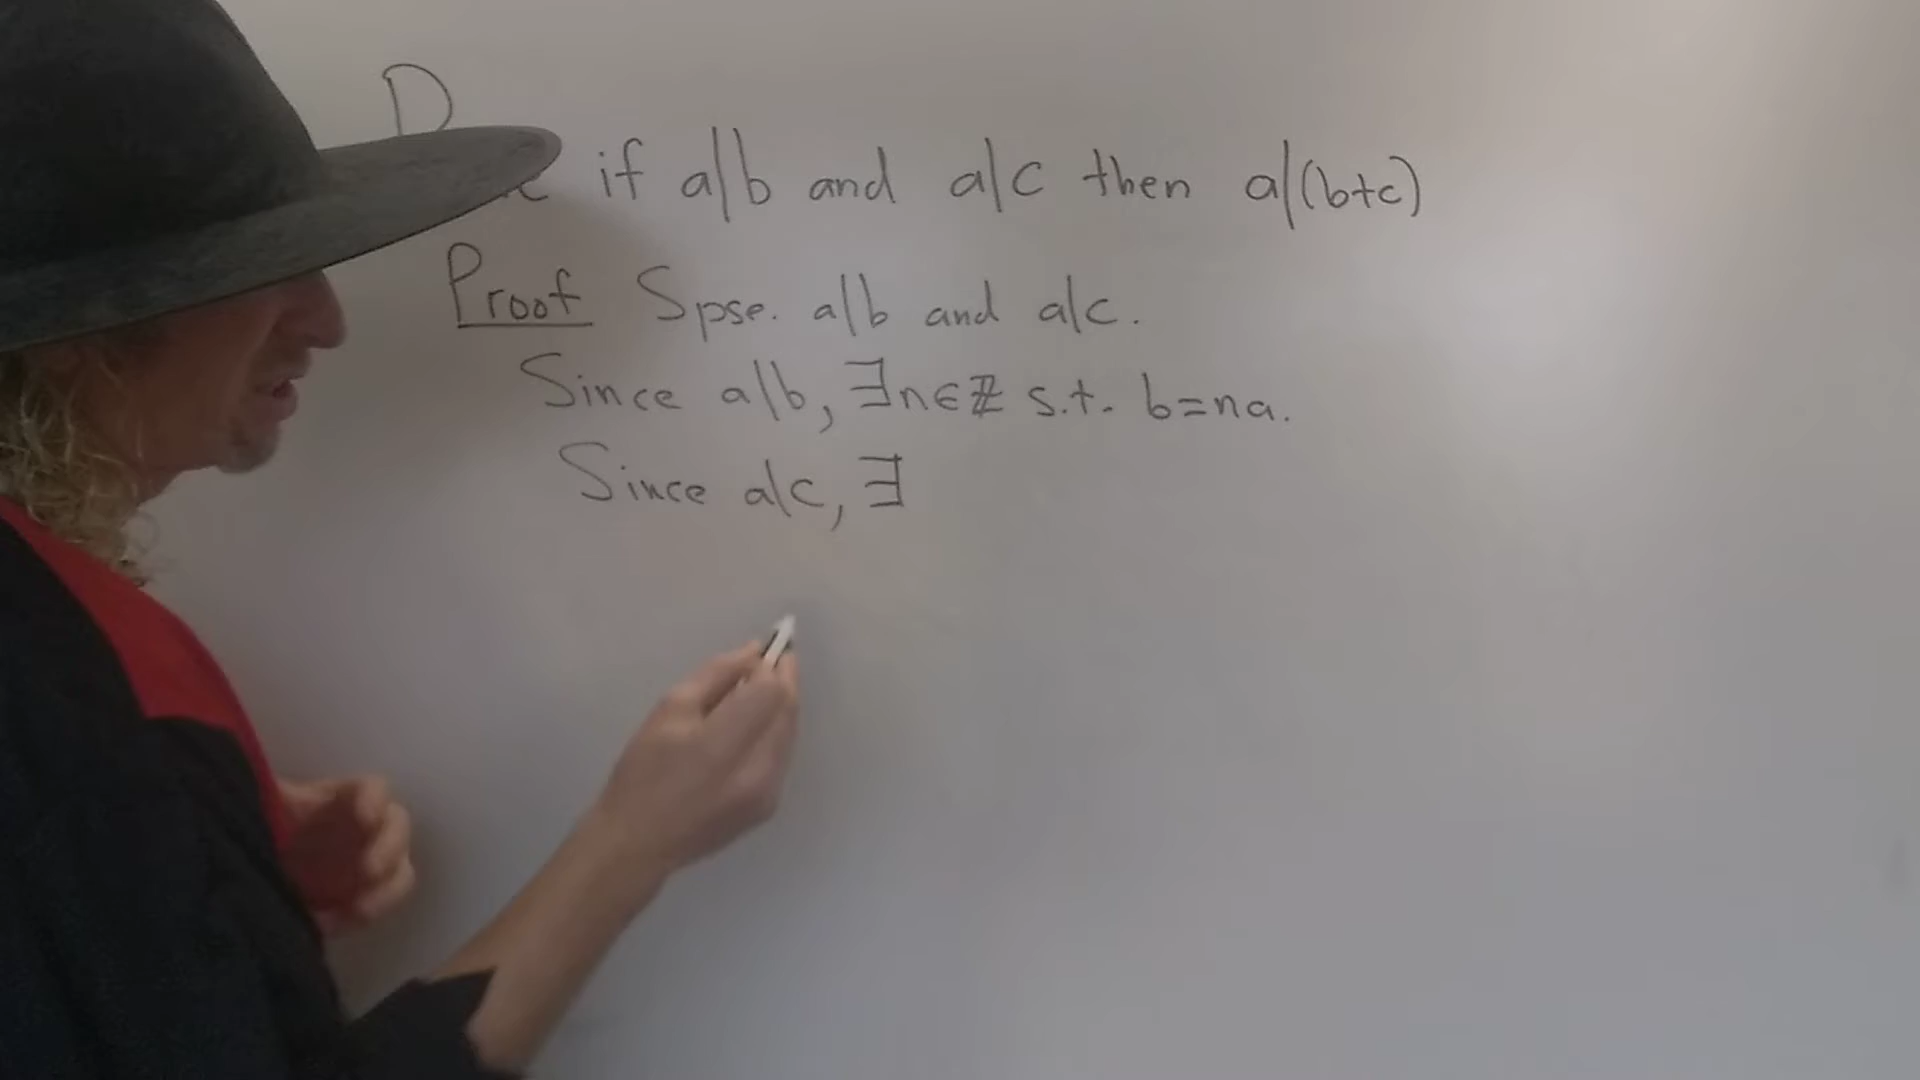 if a|b and a|c then a|(b+c)
Proof Spse. a|b and a|c.
Since a|b, ∃n∈ℤ s.t. b=na.
Since a|c, ∃